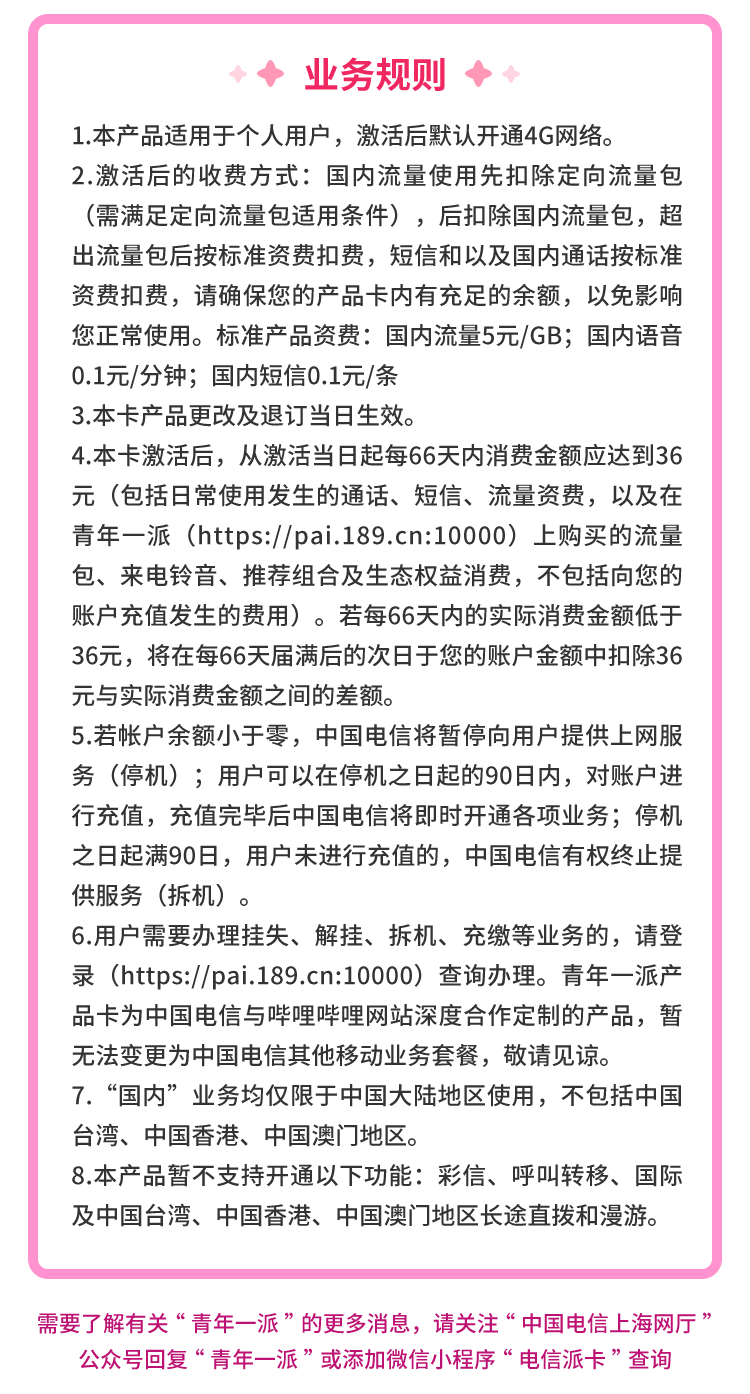 业务规则
1.本产品适用于个人用户，激活后默认开通4G网络。
2.激活后的收费方式：国内流量使用先扣除定向流量包
（需满足定向流量包适用条件），后扣除国内流量包，超
出流量包后按标准资费扣费，短信和以及国内通话按标准
资费扣费，请确保您的产品卡内有充足的余额，以免影响
您正常使用。标准产品资费：国内流量5元/GB；国内语音
0.1元/分钟；国内短信0.1元/条
3.本卡产品更改及退订当日生效。
4.本卡激活后，从激活当日起每66天内消费金额应达到36
元（包括日常使用发生的通话、短信、流量资费，以及在
青年一派（https://pai.189.cn:10000）上购买的流量
包、来电铃音、推荐组合及生态权益消费，不包括向您的
账户充值发生的费用）。若每66天内的实际消费金额低于
36元，将在每66天届满后的次日于您的账户金额中扣除36
元与实际消费金额之间的差额。
5.若帐户余额小于零，中国电信将暂停向用户提供上网服
务（停机）；用户可以在停机之日起的90日内，对账户进
行充值，充值完毕后中国电信将即时开通各项业务；停机
之日起满90日，用户未进行充值的，中国电信有权终止提
供服务（拆机）。
6.用户需要办理挂失、解挂、拆机、充缴等业务的，请登
录（https://pai.189.cn:10000）查询办理。青年一派产
品卡为中国电信与哔哩哔哩网站深度合作定制的产品，暂
无法变更为中国电信其他移动业务套餐，敬请见谅。
7.“国内”业务均仅限于中国大陆地区使用，不包括中国
台湾、中国香港、中国澳门地区。
8.本产品暂不支持开通以下功能：彩信、呼叫转移、国际
及中国台湾、中国香港、中国澳门地区长途直拨和漫游。
需要了解有关“青年一派”的更多消息，请关注“中国电信上海网厅”
公众号回复“青年一派”或添加微信小程序“电信派卡”查询